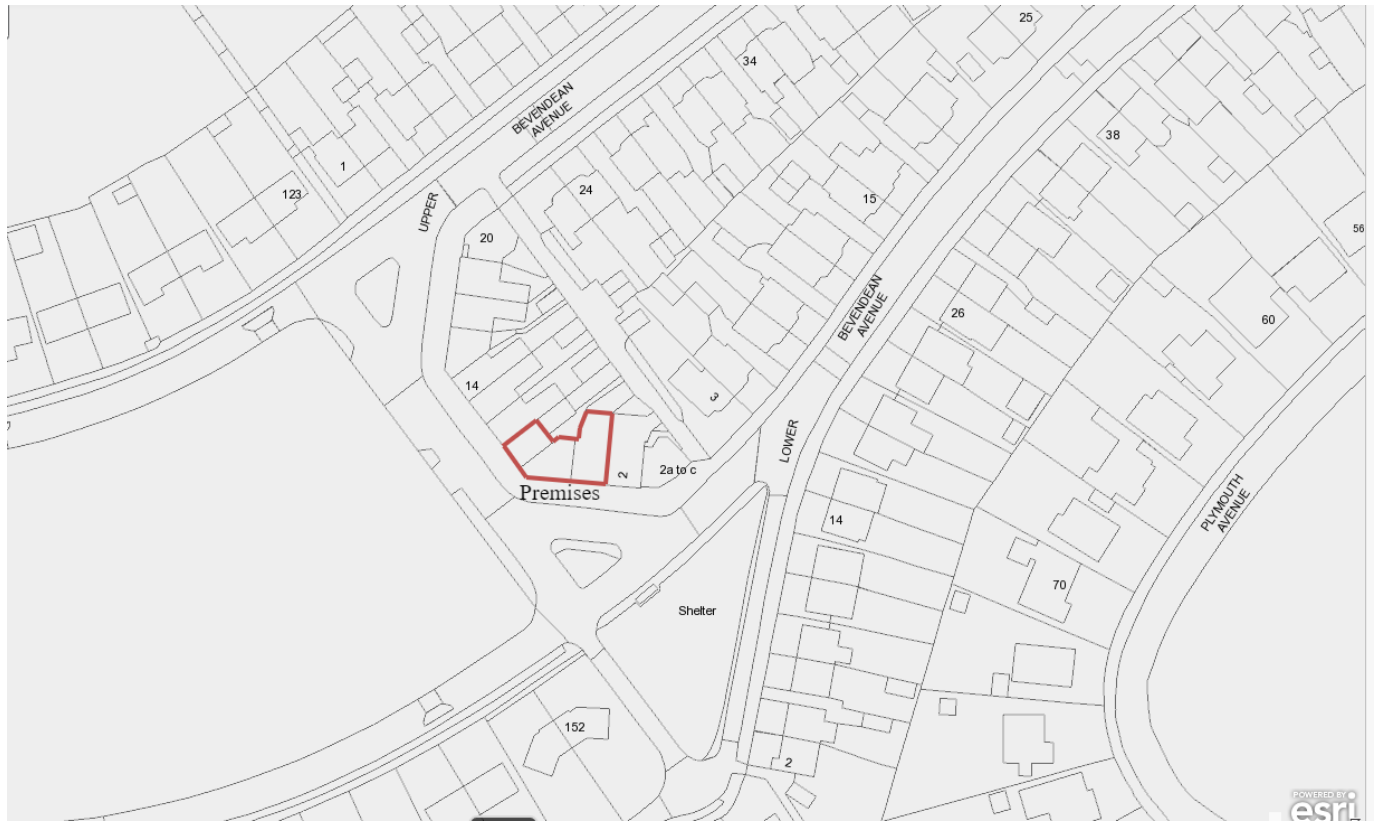 25
34
BEVENDEAN
AVENUE
38
1
123
24
15
UPPER
56
20
BEVENDEAN
AVENUE
26
60
14
3
LOWER
2
2a to c
Premises
14
PLYMOUTH
AVENUE
70
Shelter
152
2
POWERED BY
esri